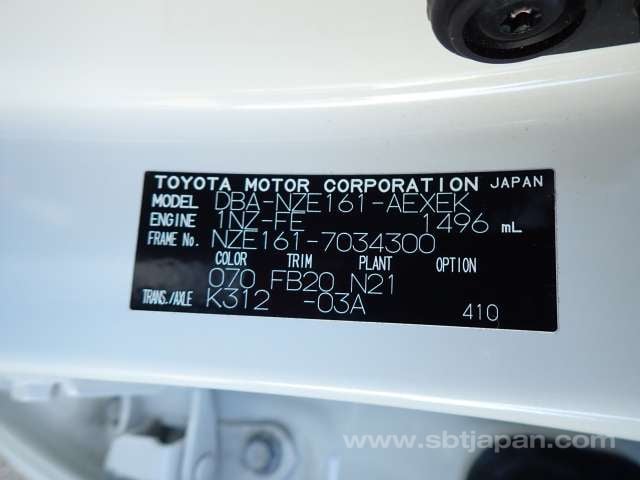 TOYOTA MOTOR CORPORATION JAPAN
MODEL DBA-NZE161-AEXEK
ENGINE 1NZ-FE 1496 mL
FRAME No. NZE161-7034300
COLOR TRIM PLANT OPTION
070 FB20 N21
TRANS./AXLE K312 -03A 410
www.sbtjapan.com